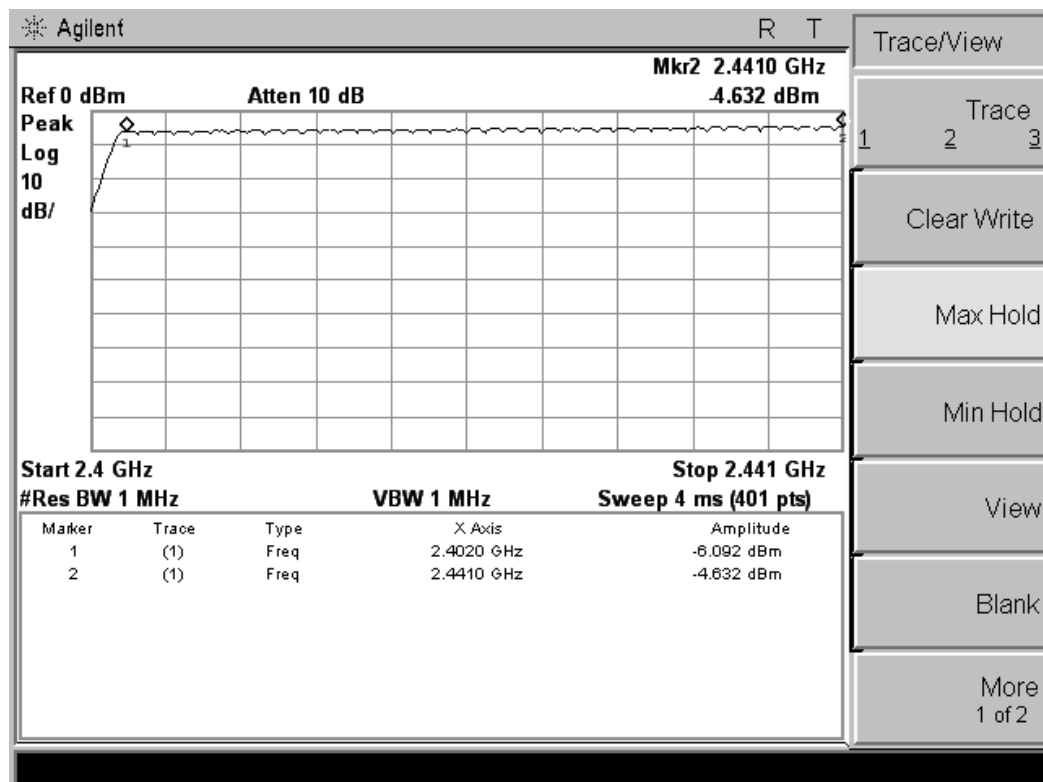 Agilent R T
Trace/View
Mkr2 2.4410 GHz
Ref 0 dBm Atten 10 dB -4.632 dBm
Peak
Log
10
dB/
1
2
Trace
1 2 3
Clear Write
Max Hold
Min Hold
View
Blank
More
1 of 2
Start 2.4 GHz Stop 2.441 GHz
#Res BW 1 MHz VBW 1 MHz Sweep 4 ms (401 pts)
Marker Trace Type X Axis Amplitude
1 (1) Freq 2.4020 GHz -6.092 dBm
2 (1) Freq 2.4410 GHz -4.632 dBm